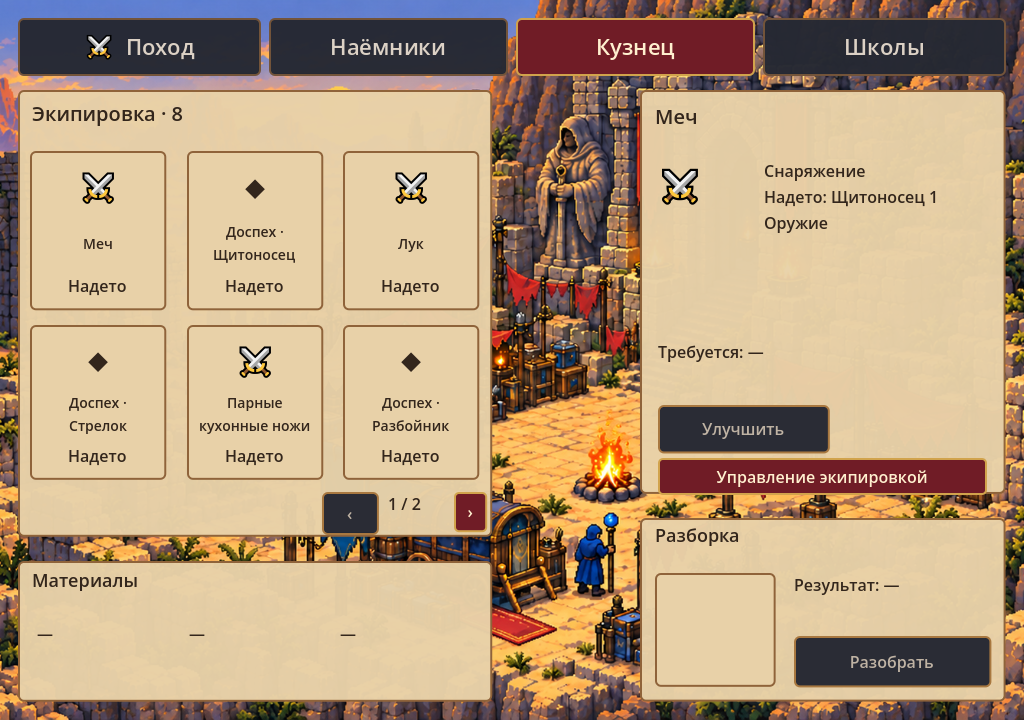 Поход
Наёмники
Кузнец
Школы
Экипировка · 8
Меч
Надето
Доспех ·
Щитоносец
Надето
Лук
Надето
Доспех ·
Стрелок
Надето
Парные
кухонные ножи
Надето
Доспех ·
Разбойник
Надето
‹
1 / 2
›
Материалы
—
—
—
Меч
Снаряжение
Надето: Щитоносец 1
Оружие
Требуется: —
Улучшить
Управление экипировкой
Разборка
Результат: —
Разобрать